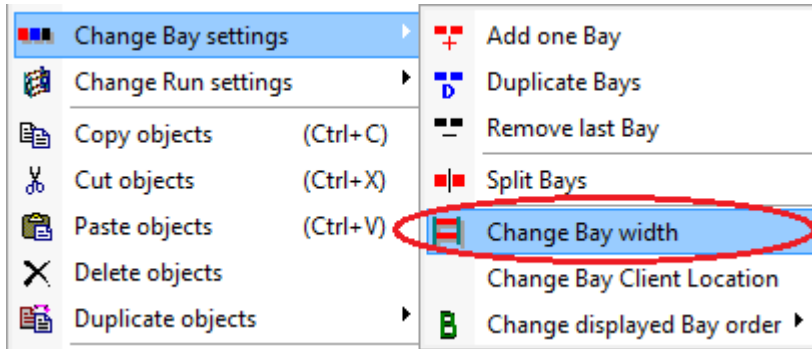 Change Bay settings
Change Run settings
Copy objects (Ctrl+C)
Cut objects (Ctrl+X)
Paste objects (Ctrl+V)
Delete objects
Duplicate objects
Add one Bay
D Duplicate Bays
Remove last Bay
Split Bays
Change Bay width
Change Bay Client Location
B Change displayed Bay order